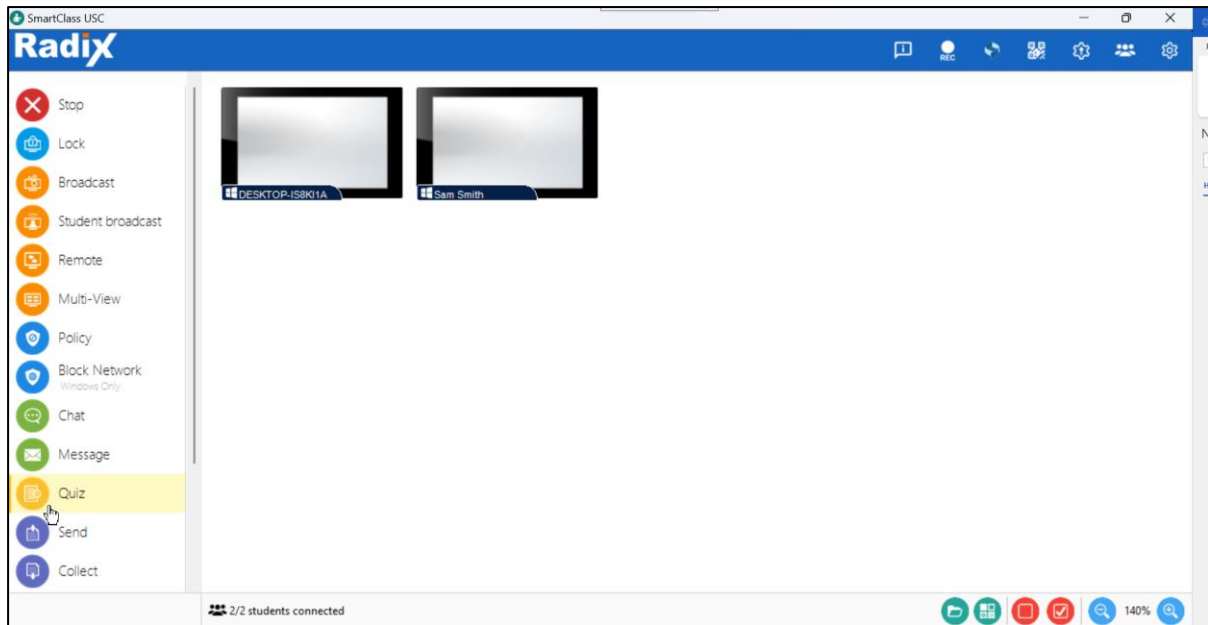 SmartClass USC
Radix
REC
Stop
Lock
Broadcast
Student broadcast
Remote
Multi-View
Policy
Block Network
Windows Only
Chat
Message
Quiz
Send
Collect
DESKTOP-IS8KI1A
Sam Smith
2/2 students connected
140%